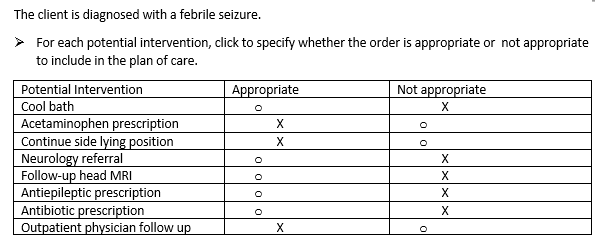 The client is diagnosed with a febrile seizure.
➢ For each potential intervention, click to specify whether the order is appropriate or  not appropriate
to include in the plan of care.
Potential Intervention Appropriate Not appropriate
Cool bath o X
Acetaminophen prescription X o
Continue side lying position X o
Neurology referral o X
Follow-up head MRI o X
Antiepileptic prescription o X
Antibiotic prescription o X
Outpatient physician follow up X o